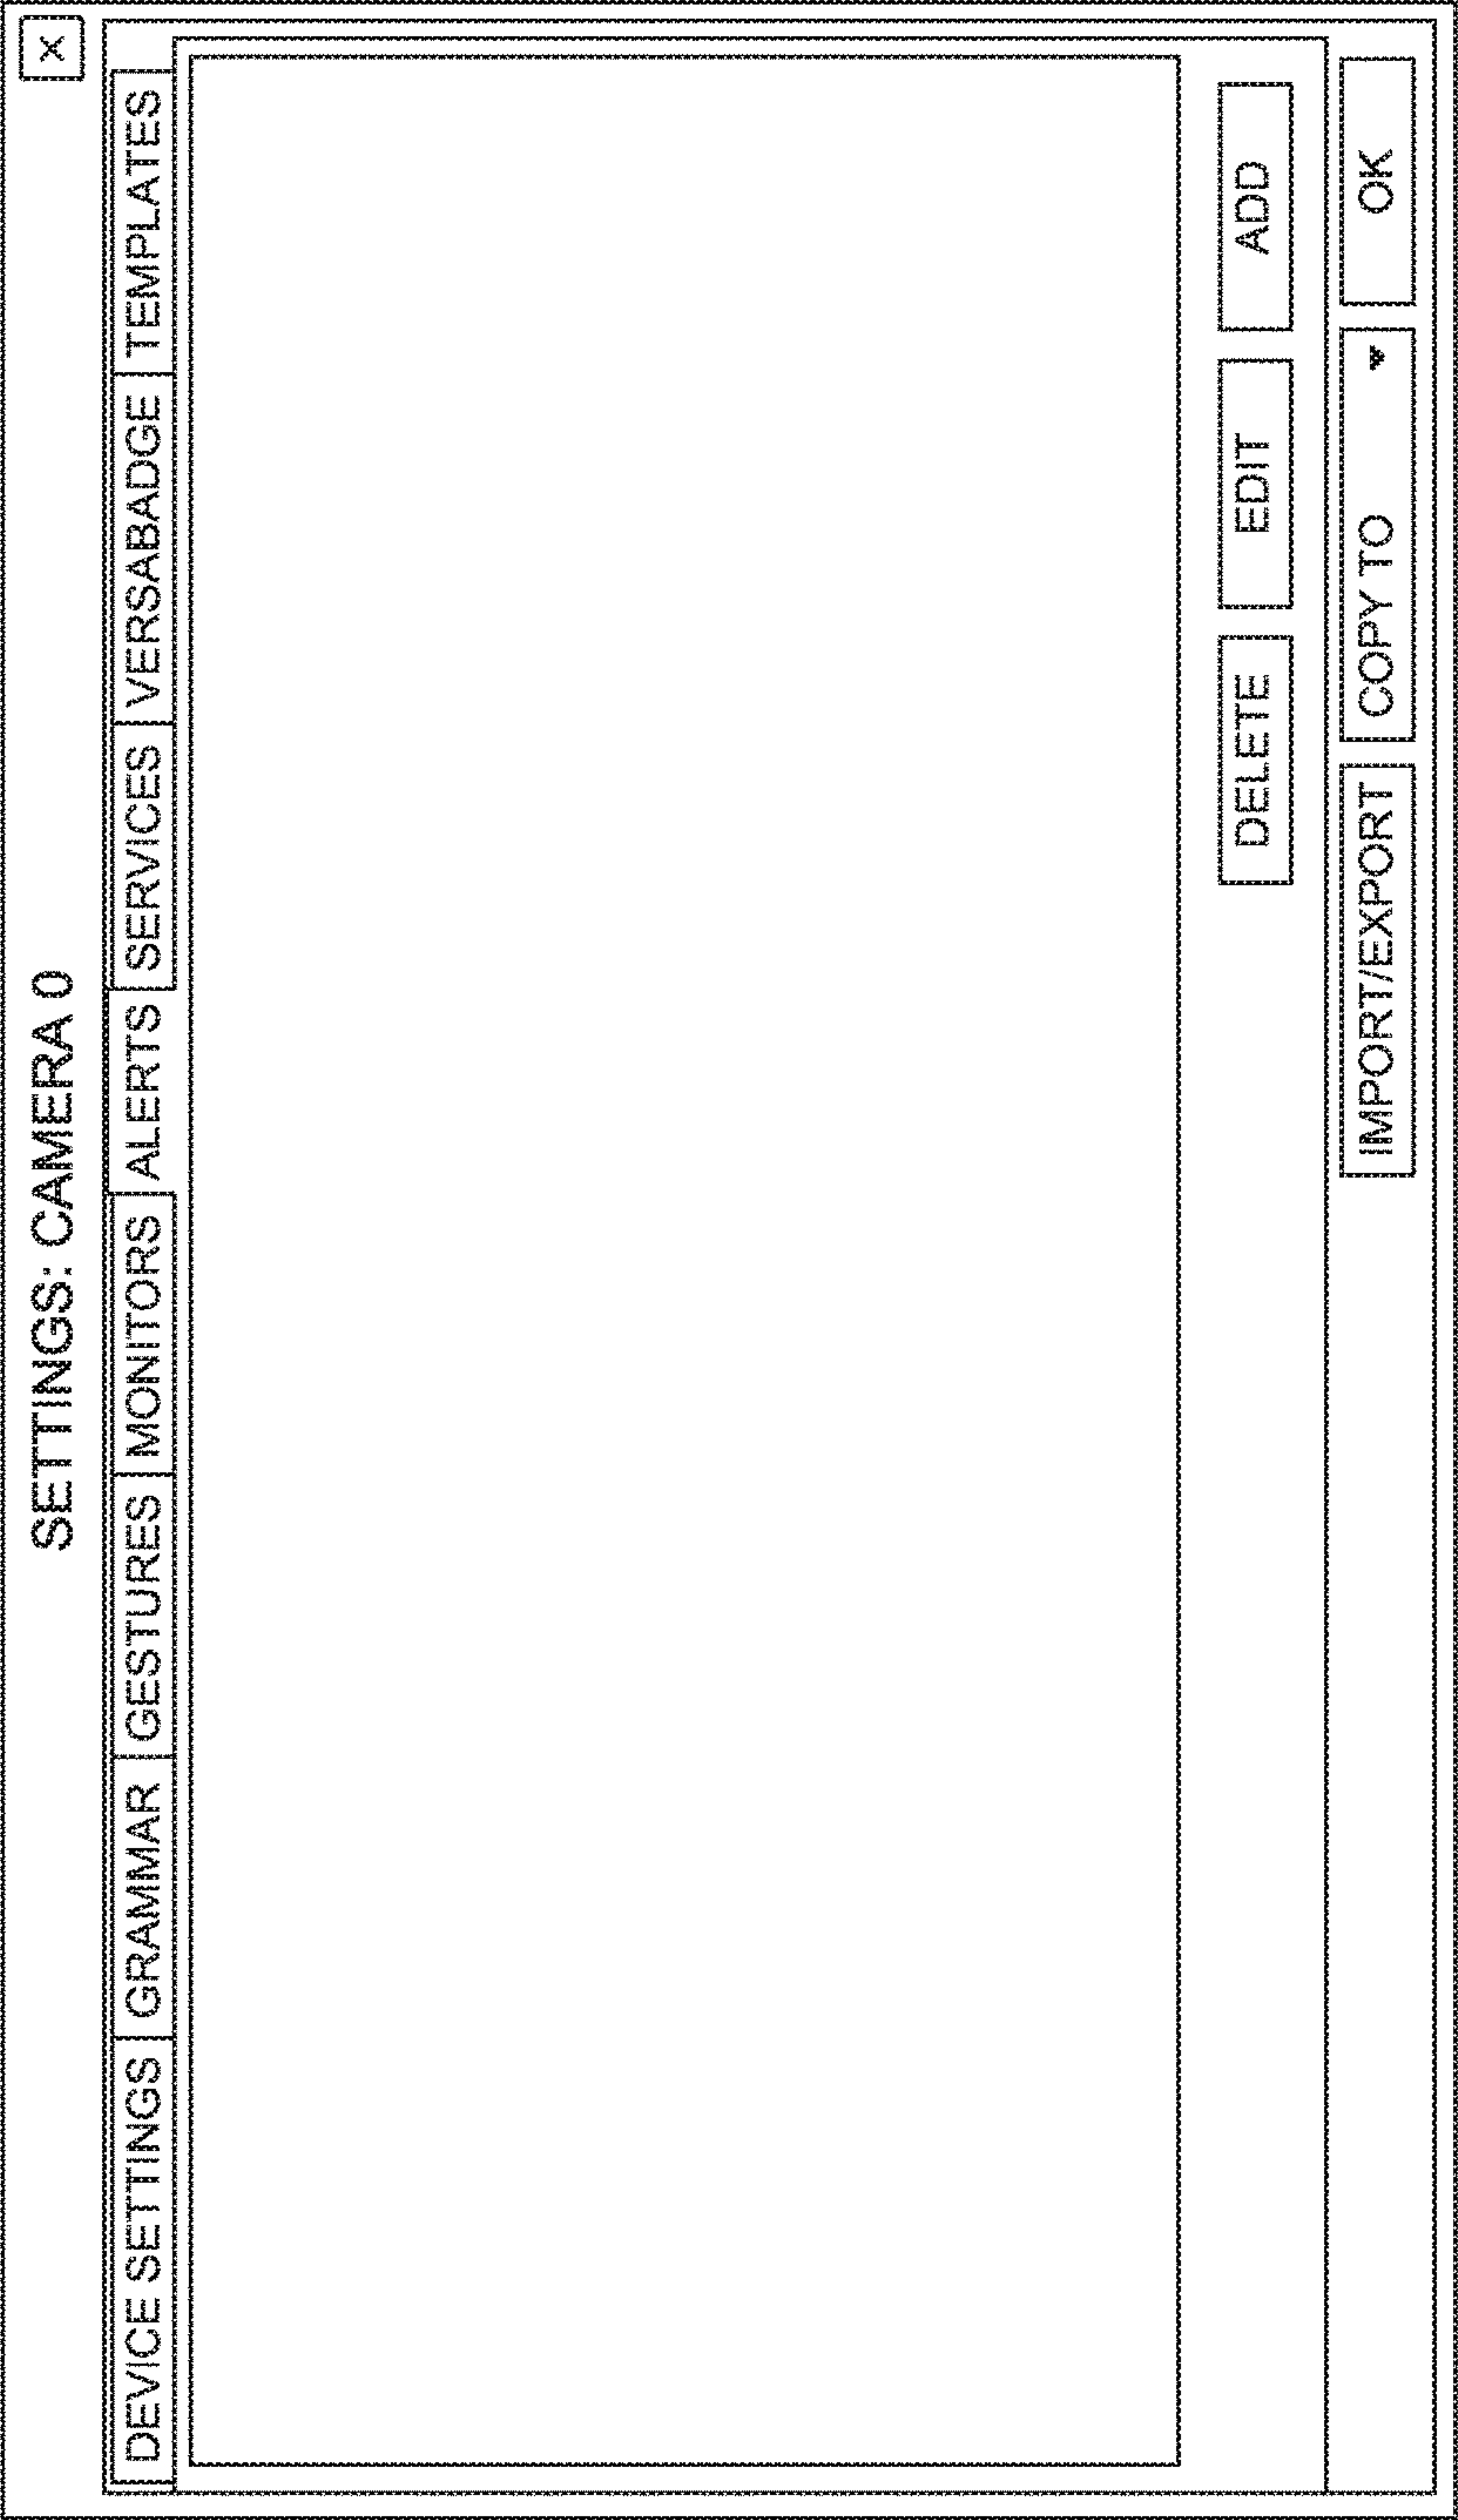 SETTINGS: CAMERA 0
X
DEVICE SETTINGS GRAMMAR GESTURES MONITORS ALERTS SERVICES VERSABADGE TEMPLATES
DELETE EDIT ADD
IMPORT/EXPORT COPY TO OK